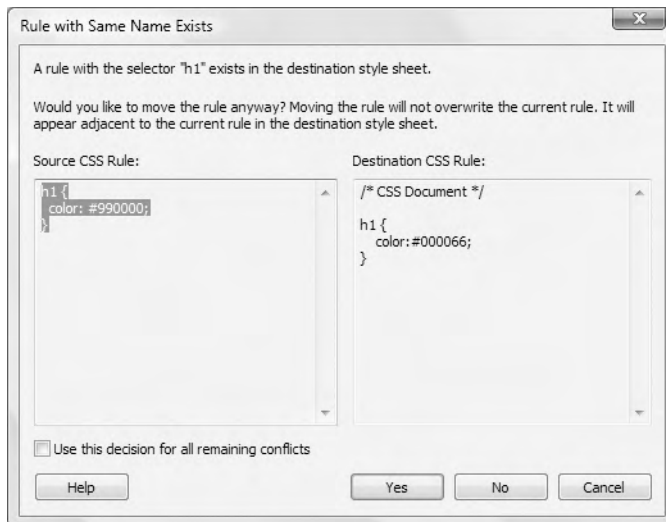 Rule with Same Name Exists
A rule with the selector "h1" exists in the destination style sheet.
Would you like to move the rule anyway? Moving the rule will not overwrite the current rule. It will
appear adjacent to the current rule in the destination style sheet.
Source CSS Rule:
h1 {
color: #990000;
}
Destination CSS Rule:
/* CSS Document */
h1 {
color:#000066;
}
Use this decision for all remaining conflicts
Help Yes No Cancel